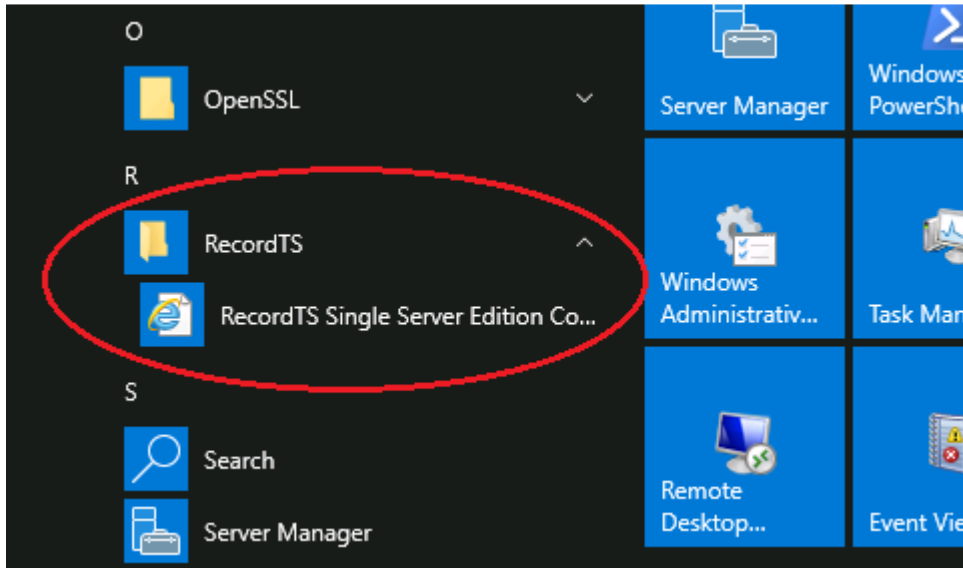 O
OpenSSL
R
RecordTS
RecordTS Single Server Edition Co...
S
Search
Server Manager
Server Manager
Windows
PowerShe
Windows
Administrativ...
Task Man
Remote
Desktop...
Event Vie